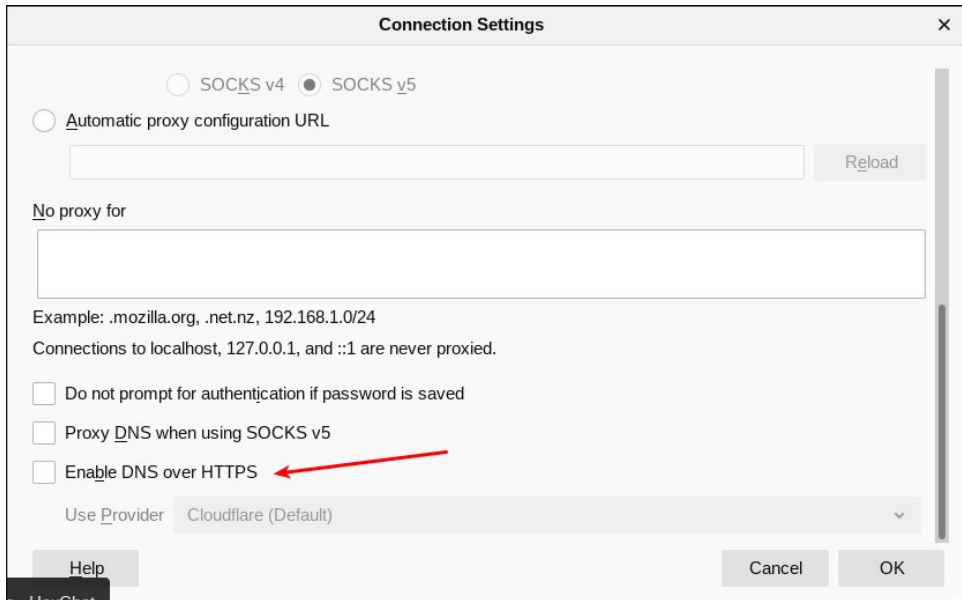 Connection Settings
SOCKS v4 SOCKS v5
Automatic proxy configuration URL
Reload
No proxy for
Example: .mozilla.org, .net.nz, 192.168.1.0/24
Connections to localhost, 127.0.0.1, and ::1 are never proxied.
Do not prompt for authentication if password is saved
Proxy DNS when using SOCKS v5
Enable DNS over HTTPS
Use Provider Cloudflare (Default)
Help Cancel OK